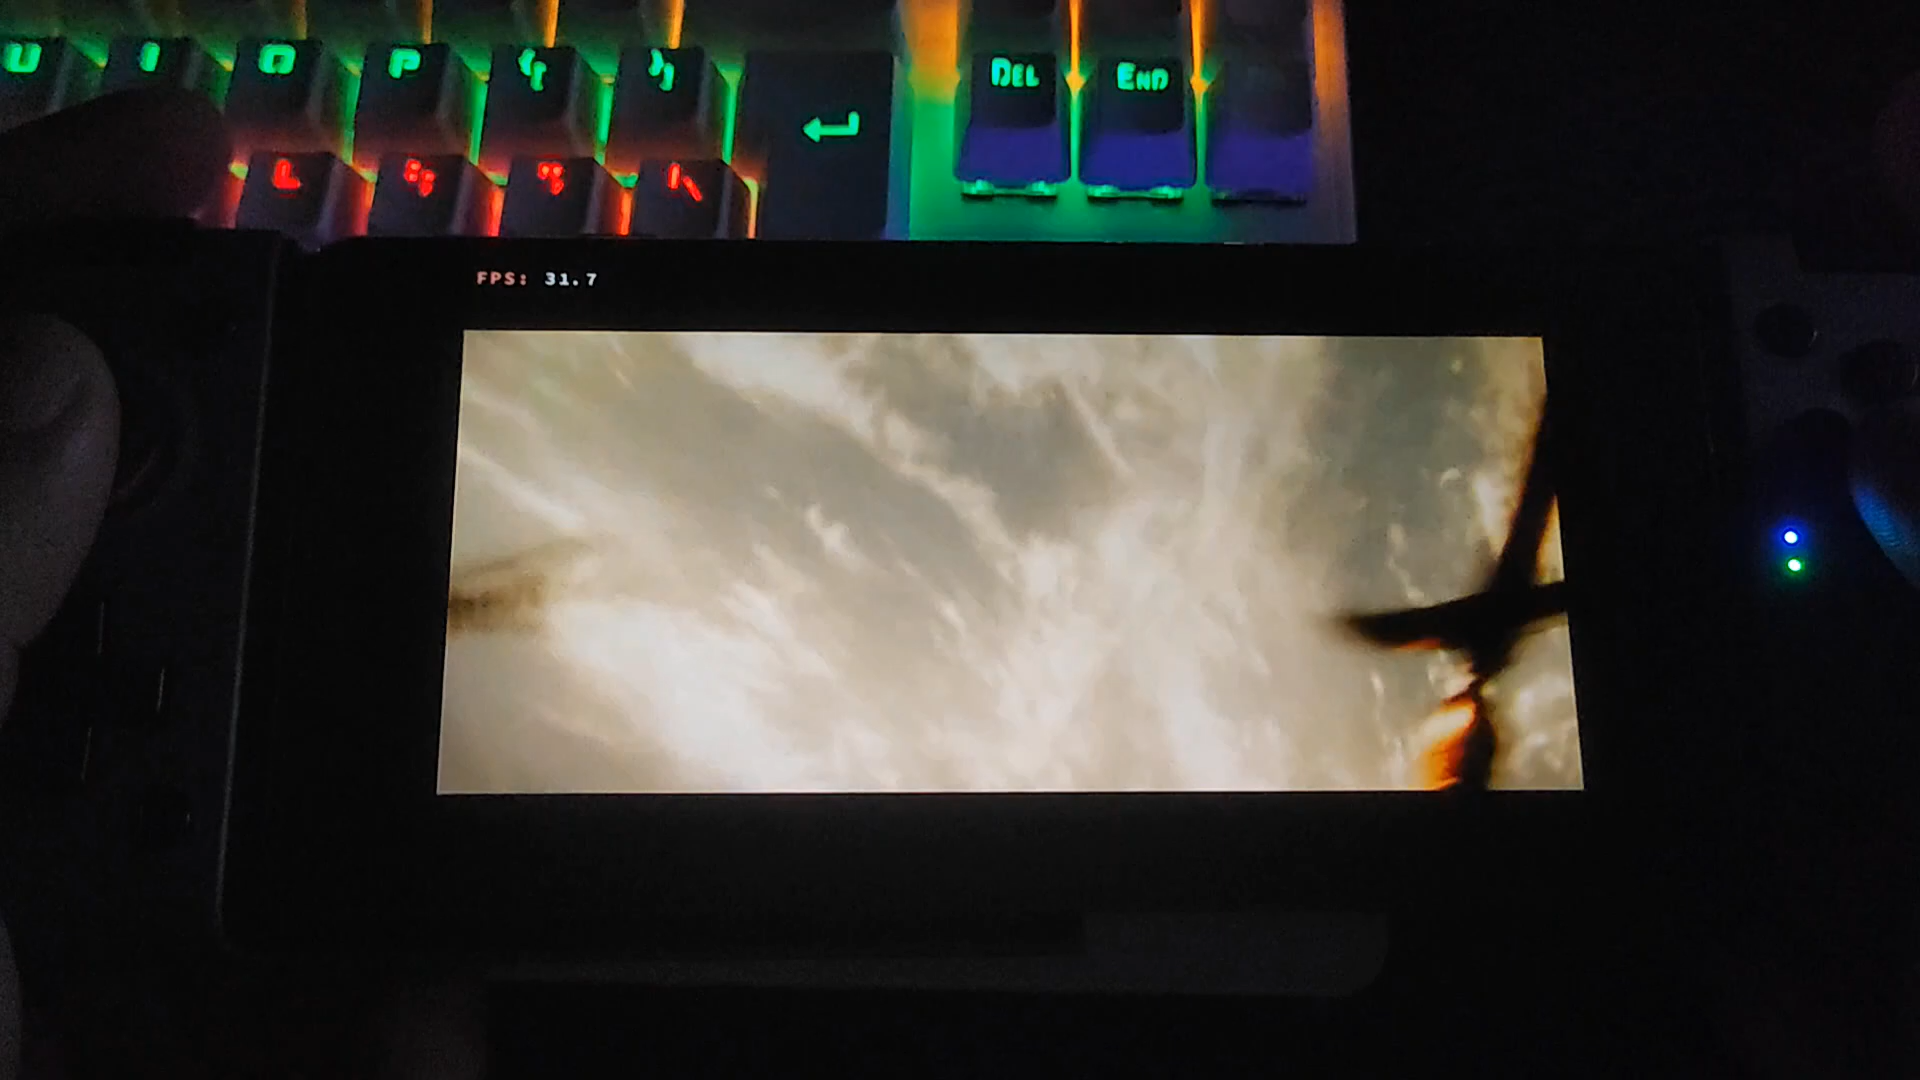 U I O P { [ } ] DEL END
L : ; " ' | \
FPS: 31.7